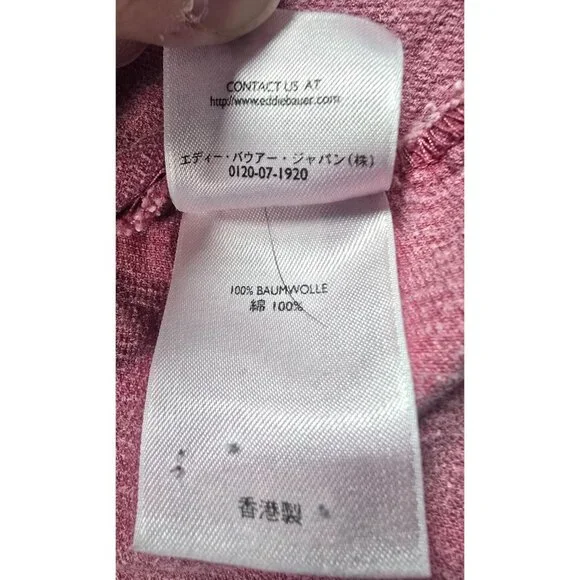 CONTACT US AT
http://www.eddiebauer.com
エディー・バウアー・ジャパン(株)
0120-07-1920
100% BAUMWOLLE
綿 100%
香港製